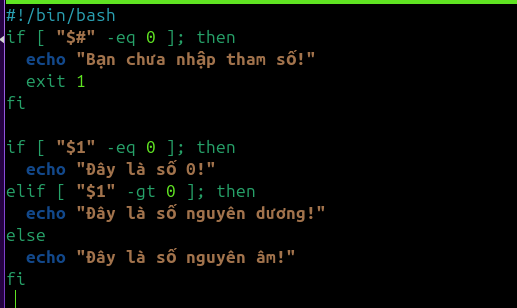 #!/bin/bash
if [ "$#" -eq 0 ]; then
  echo "Bạn chưa nhập tham số!"
  exit 1
fi

if [ "$1" -eq 0 ]; then
  echo "Đây là số 0!"
elif [ "$1" -gt 0 ]; then
  echo "Đây là số nguyên dương!"
else
  echo "Đây là số nguyên âm!"
fi